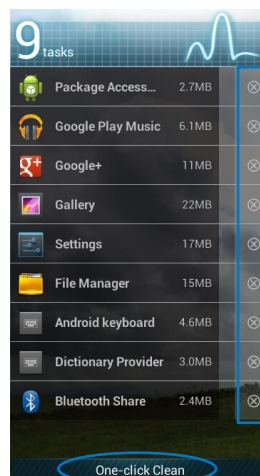 9 tasks
Package Access... 2.7MB
Google Play Music 6.1MB
Google+ 11MB
Gallery 22MB
Settings 17MB
File Manager 15MB
Android keyboard 4.6MB
Dictionary Provider 3.0MB
Bluetooth Share 2.4MB
One-click Clean